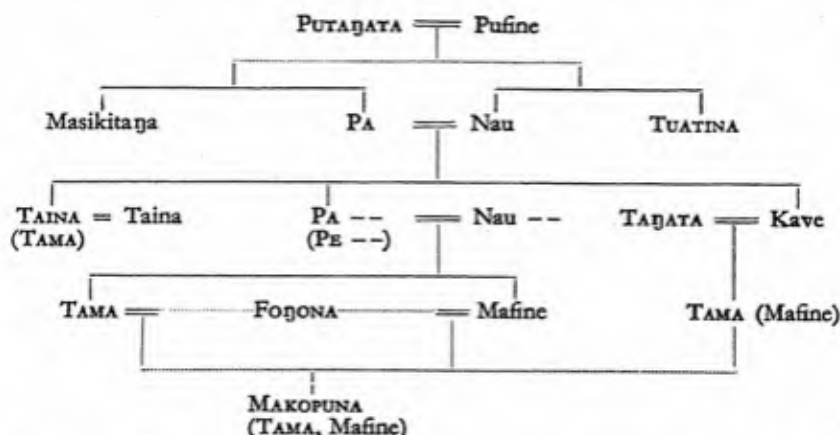 PUTAŊATA Pufine
Masikitaŋa PA Nau TUATINA
TAINA = Taina PA -- Nau -- TAŊATA Kave
(TAMA) (PE --)
TAMA FOŊONA Mafine TAMA (Mafine)
MAKOPUNA
(TAMA, Mafine)